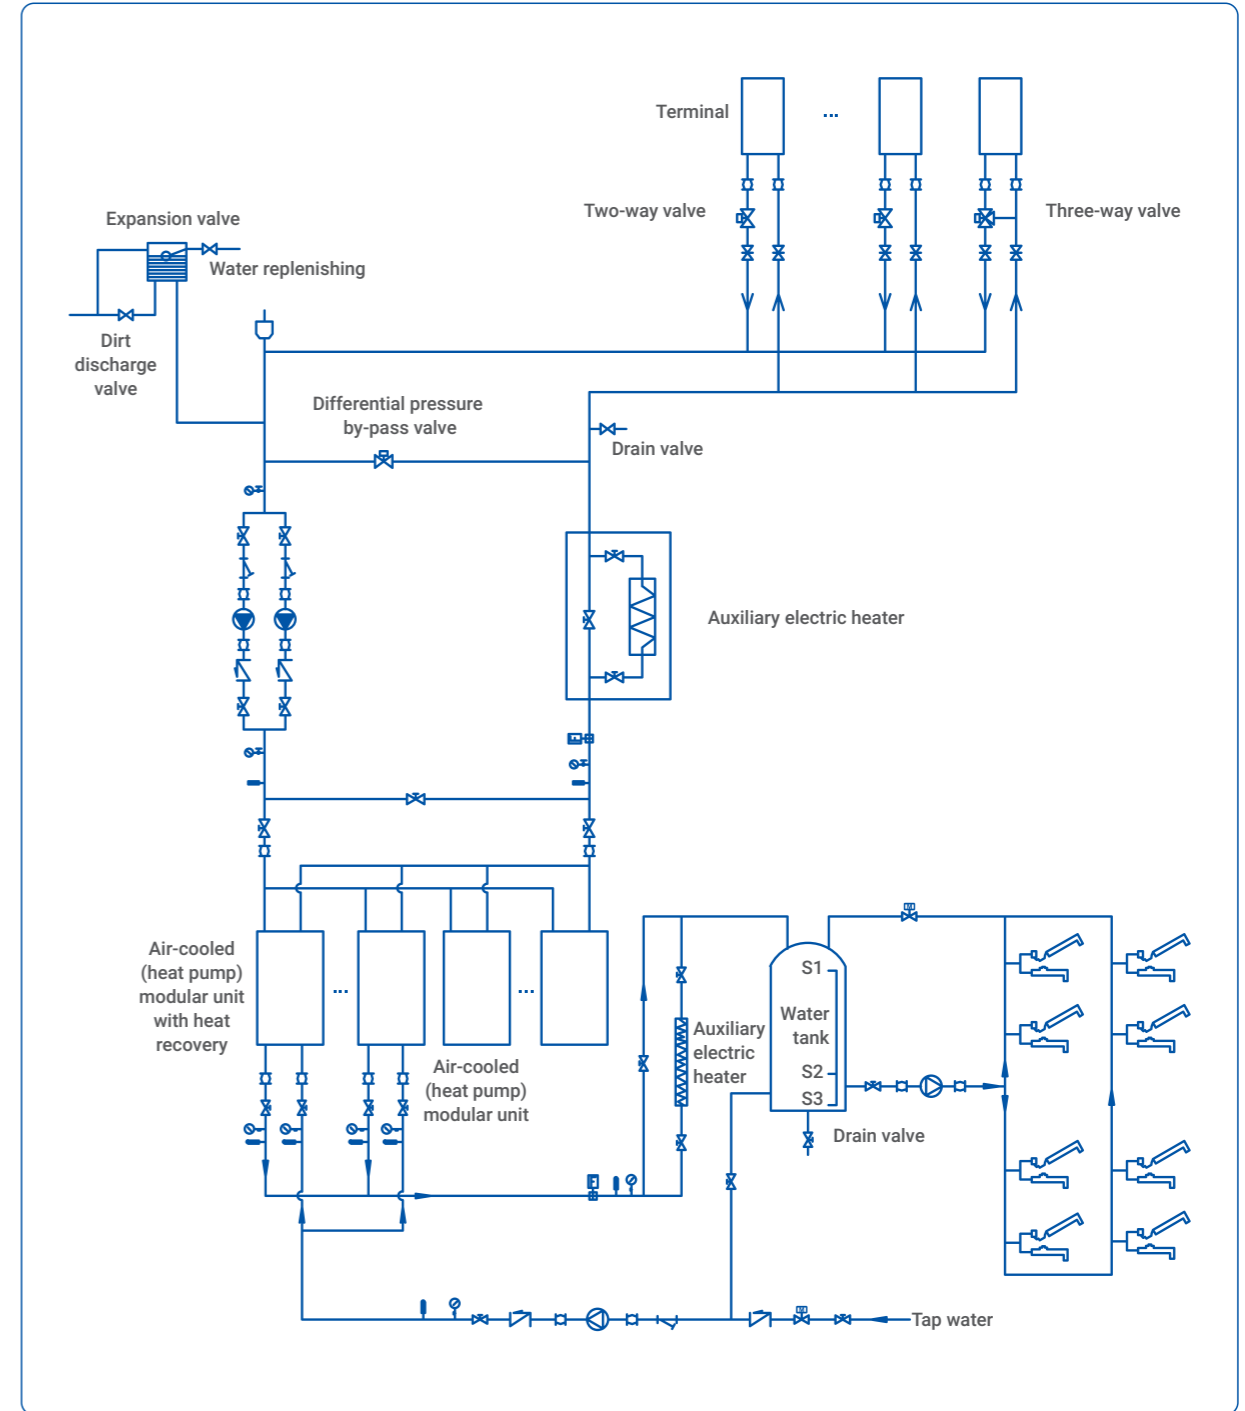 Terminal
...
Two-way valve
Three-way valve
Expansion valve
Water replenishing
Dirt
discharge
valve
Differential pressure
by-pass valve
Drain valve
Auxiliary electric heater
Air-cooled
(heat pump)
modular unit
with heat
recovery
...
...
Air-cooled
(heat pump)
modular unit
Auxiliary
electric
heater
S1
Water
tank
S2
S3
Drain valve
Tap water